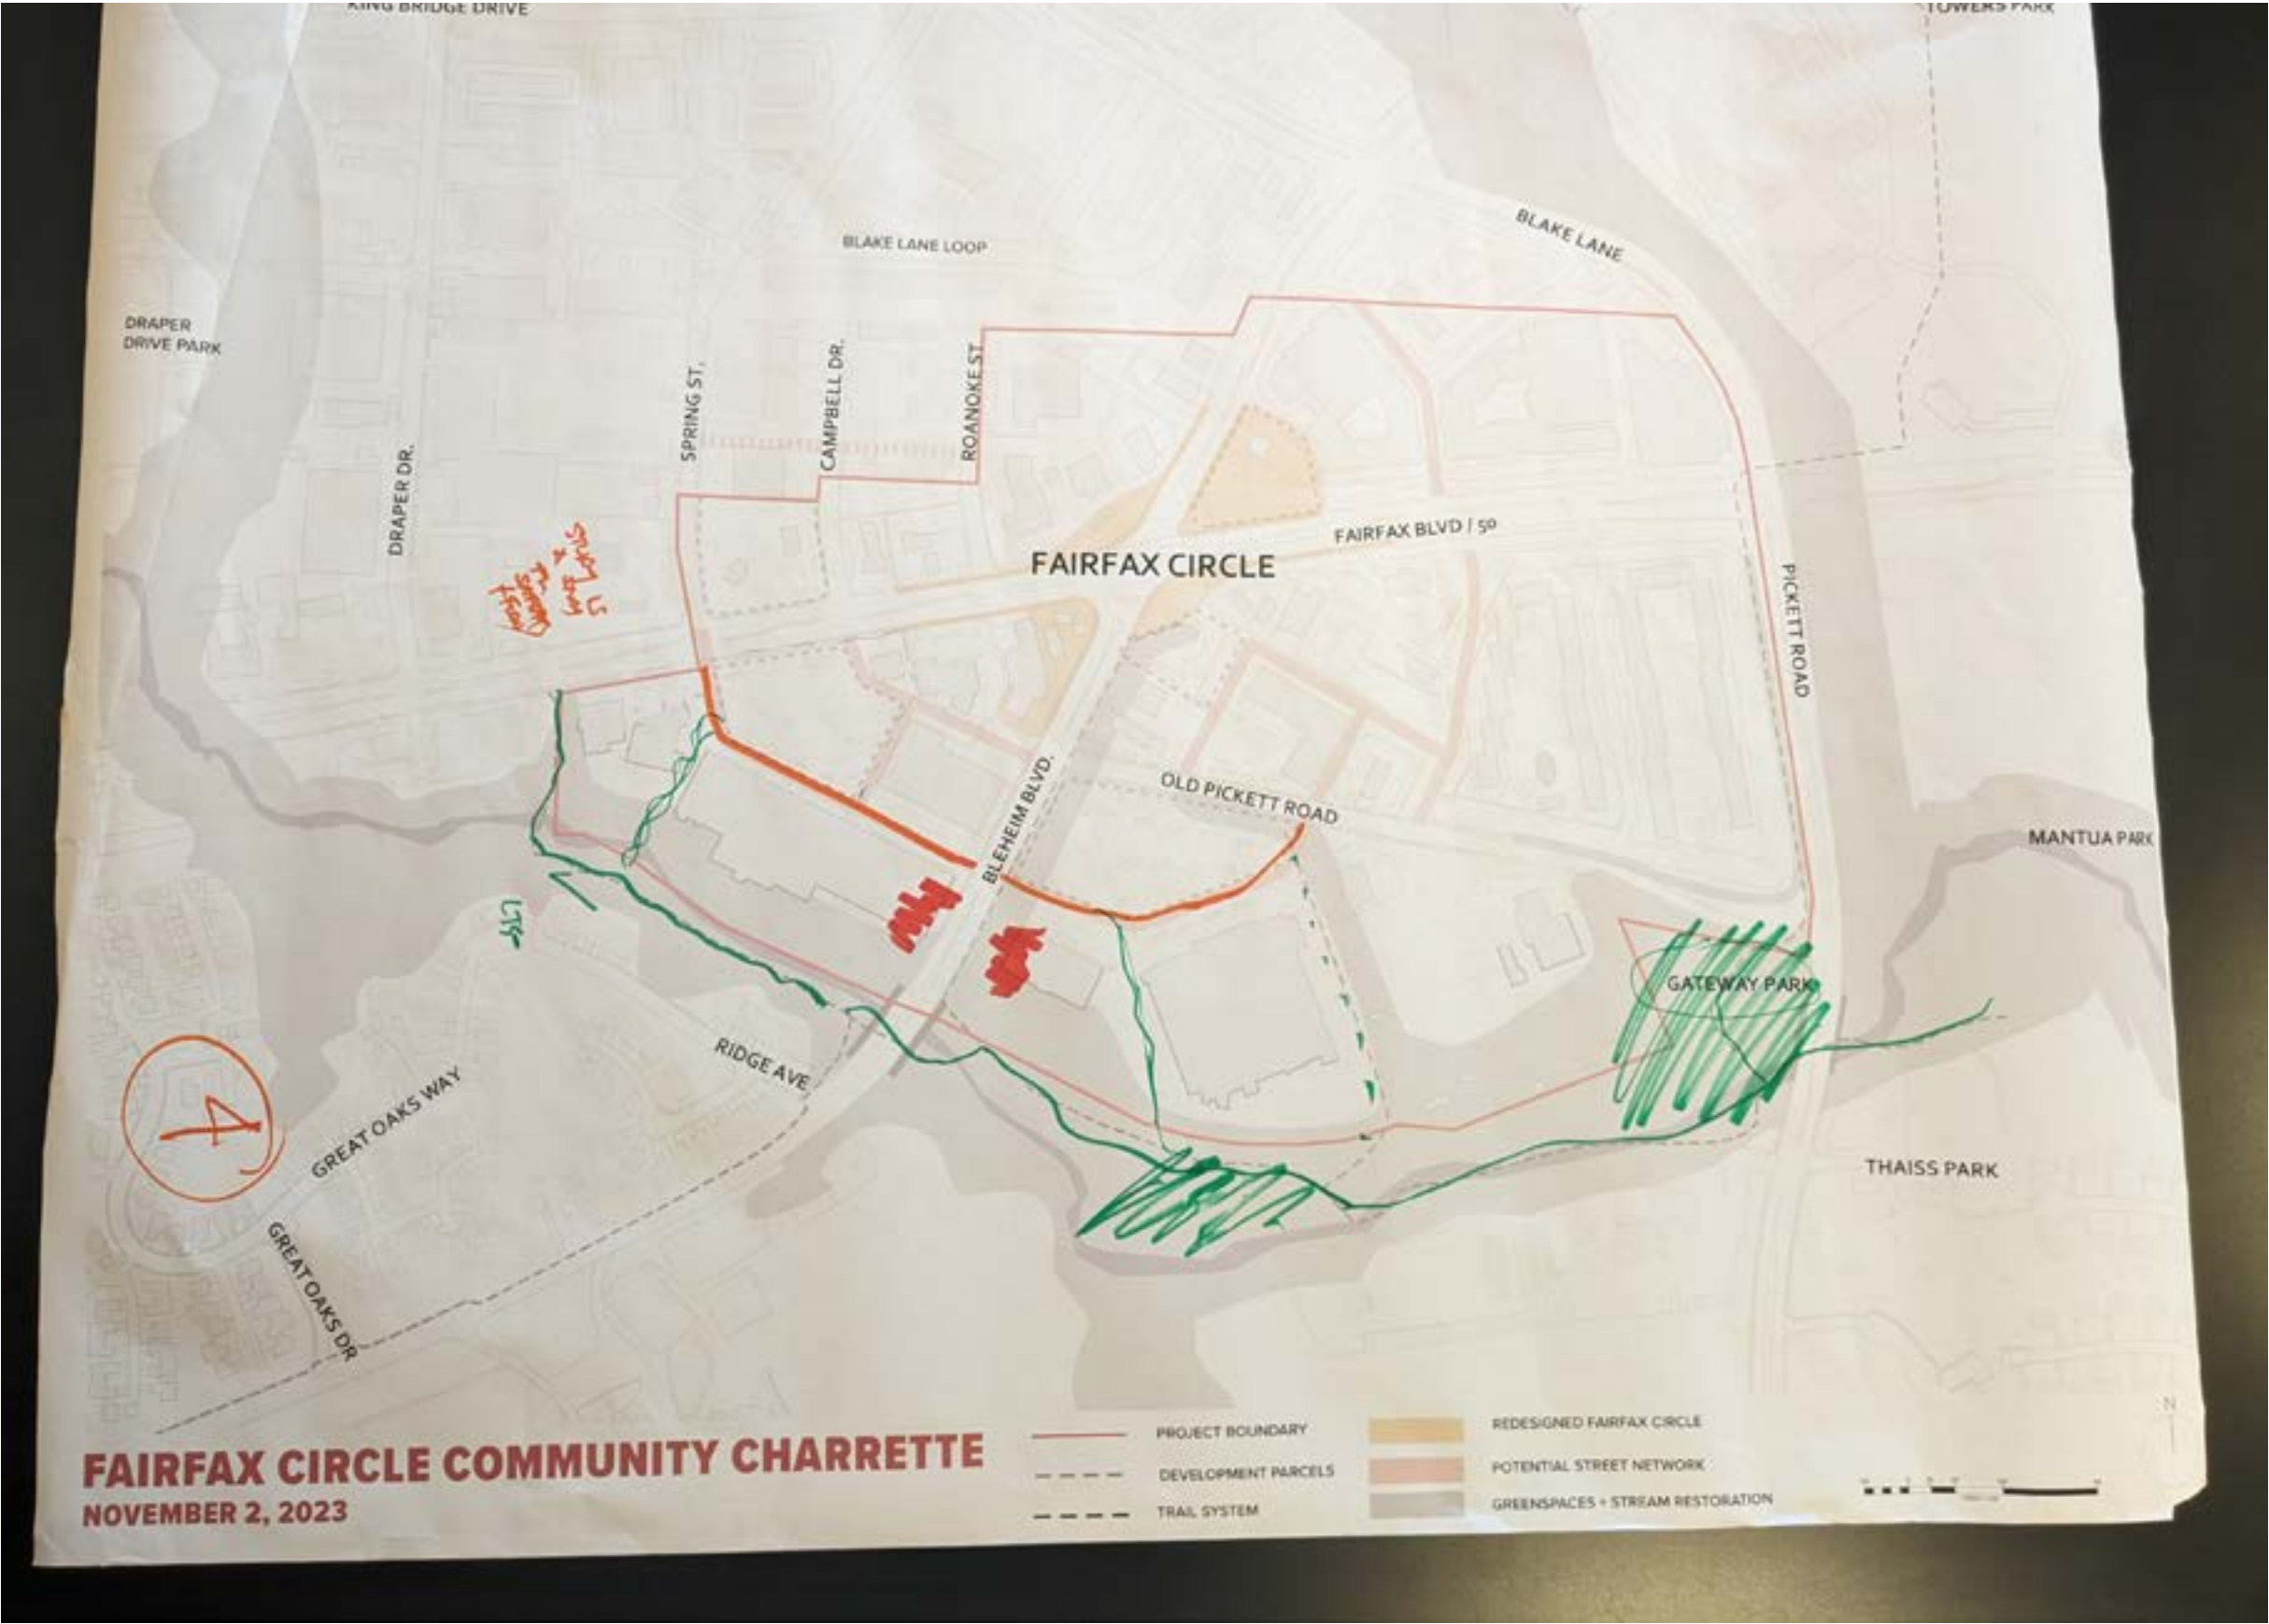 KING BRIDGE DRIVE
TOWERS PARK
BLAKE LANE
BLAKE LANE LOOP
DRAPER
DRIVE PARK
SPRING ST.
CAMPBELL DR.
ROANOKE ST.
DRAPER DR.
FAIRFAX BLVD / 50
FAIRFAX CIRCLE
PICKETT ROAD
BLEHEIM BLVD.
OLD PICKETT ROAD
MANTUA PARK
GATEWAY PARK
RIDGE AVE
GREAT OAKS WAY
4
THAISS PARK
GREAT OAKS DR
FAIRFAX CIRCLE COMMUNITY CHARRETTE
NOVEMBER 2, 2023
PROJECT BOUNDARY
DEVELOPMENT PARCELS
TRAIL SYSTEM
REDESIGNED FAIRFAX CIRCLE
POTENTIAL STREET NETWORK
GREENSPACES + STREAM RESTORATION
N